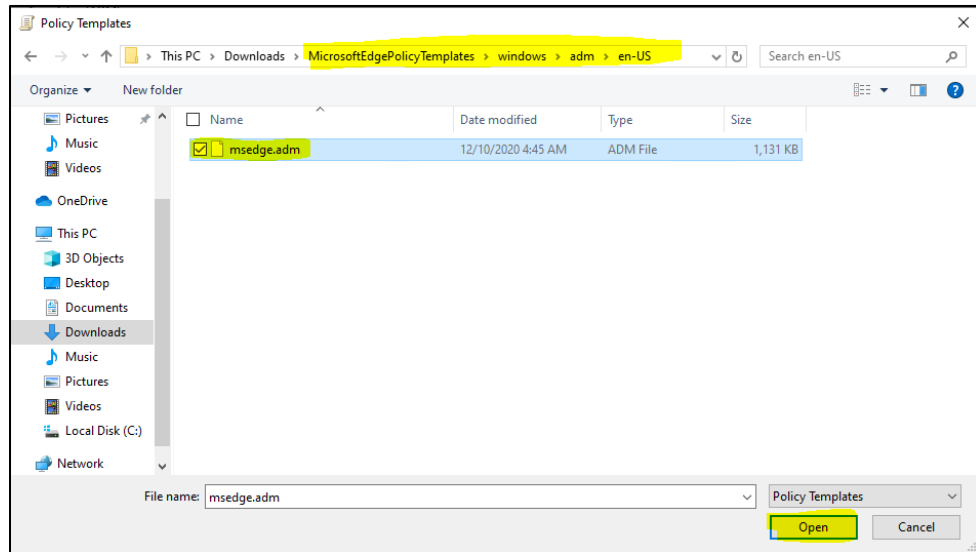 Policy Templates
This PC > Downloads > MicrosoftEdgePolicyTemplates > windows > adm > en-US
Search en-US
Organize
New folder
Name
Date modified
Type
Size
msedge.adm
12/10/2020 4:45 AM
ADM File
1,131 KB
Pictures
Music
Videos
OneDrive
This PC
3D Objects
Desktop
Documents
Downloads
Music
Pictures
Videos
Local Disk (C:)
Network
File name: msedge.adm
Policy Templates
Open
Cancel